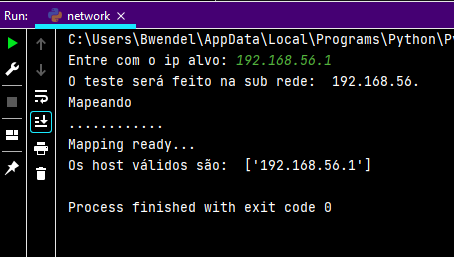 Run: network
C:\Users\Bwendel\AppData\Local\Programs\Python\Py
Entre com o ip alvo: 192.168.56.1
O teste será feito na sub rede:  192.168.56.
Mapeando
............
Mapping ready...
Os host válidos são:  ['192.168.56.1']
Process finished with exit code 0